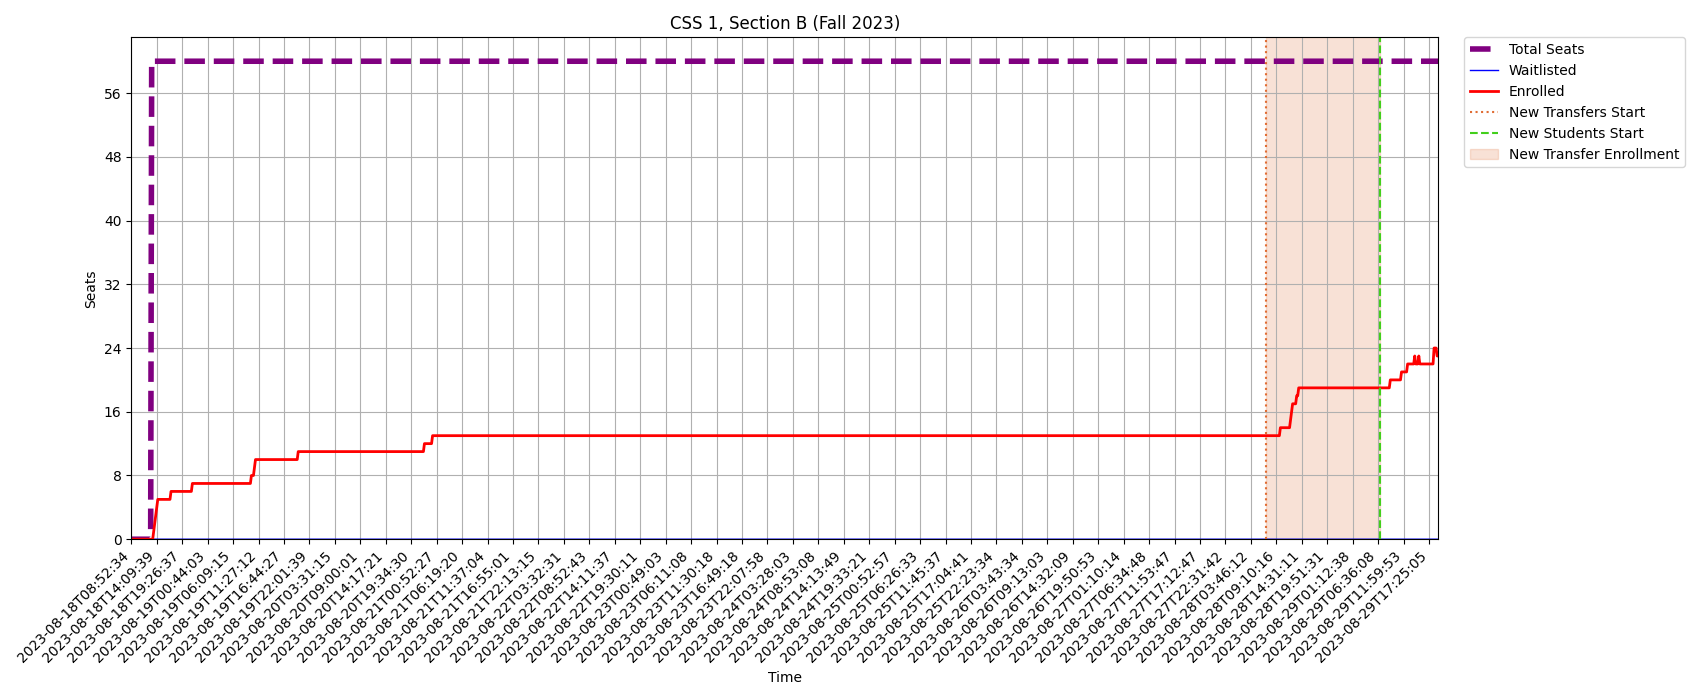 CSS 1, Section B (Fall 2023)
Total Seats
Waitlisted
Enrolled
New Transfers Start
New Students Start
New Transfer Enrollment
Seats
56
48
40
32
24
16
8
0
2023-08-18T08:52:34
2023-08-18T14:09:39
2023-08-18T19:26:37
2023-08-19T00:44:03
2023-08-19T06:09:15
2023-08-19T11:27:12
2023-08-19T16:44:27
2023-08-19T22:01:39
2023-08-20T03:31:15
2023-08-20T09:00:01
2023-08-20T14:17:21
2023-08-20T19:34:30
2023-08-21T00:52:27
2023-08-21T06:19:20
2023-08-21T11:37:04
2023-08-21T16:55:01
2023-08-21T22:13:15
2023-08-22T03:32:31
2023-08-22T08:52:43
2023-08-22T14:11:37
2023-08-22T19:30:11
2023-08-23T00:49:03
2023-08-23T06:11:08
2023-08-23T11:30:18
2023-08-23T16:49:18
2023-08-23T22:07:58
2023-08-24T03:28:03
2023-08-24T08:53:08
2023-08-24T14:13:49
2023-08-24T19:33:21
2023-08-25T00:52:57
2023-08-25T06:26:33
2023-08-25T11:45:37
2023-08-25T17:04:41
2023-08-25T22:23:34
2023-08-26T03:43:34
2023-08-26T09:13:03
2023-08-26T14:32:09
2023-08-26T19:50:53
2023-08-27T01:10:14
2023-08-27T06:34:48
2023-08-27T11:53:47
2023-08-27T17:12:47
2023-08-27T22:31:42
2023-08-28T03:46:12
2023-08-28T09:10:16
2023-08-28T14:31:11
2023-08-28T19:51:31
2023-08-29T01:12:38
2023-08-29T06:36:08
2023-08-29T11:59:53
2023-08-29T17:25:05
Time